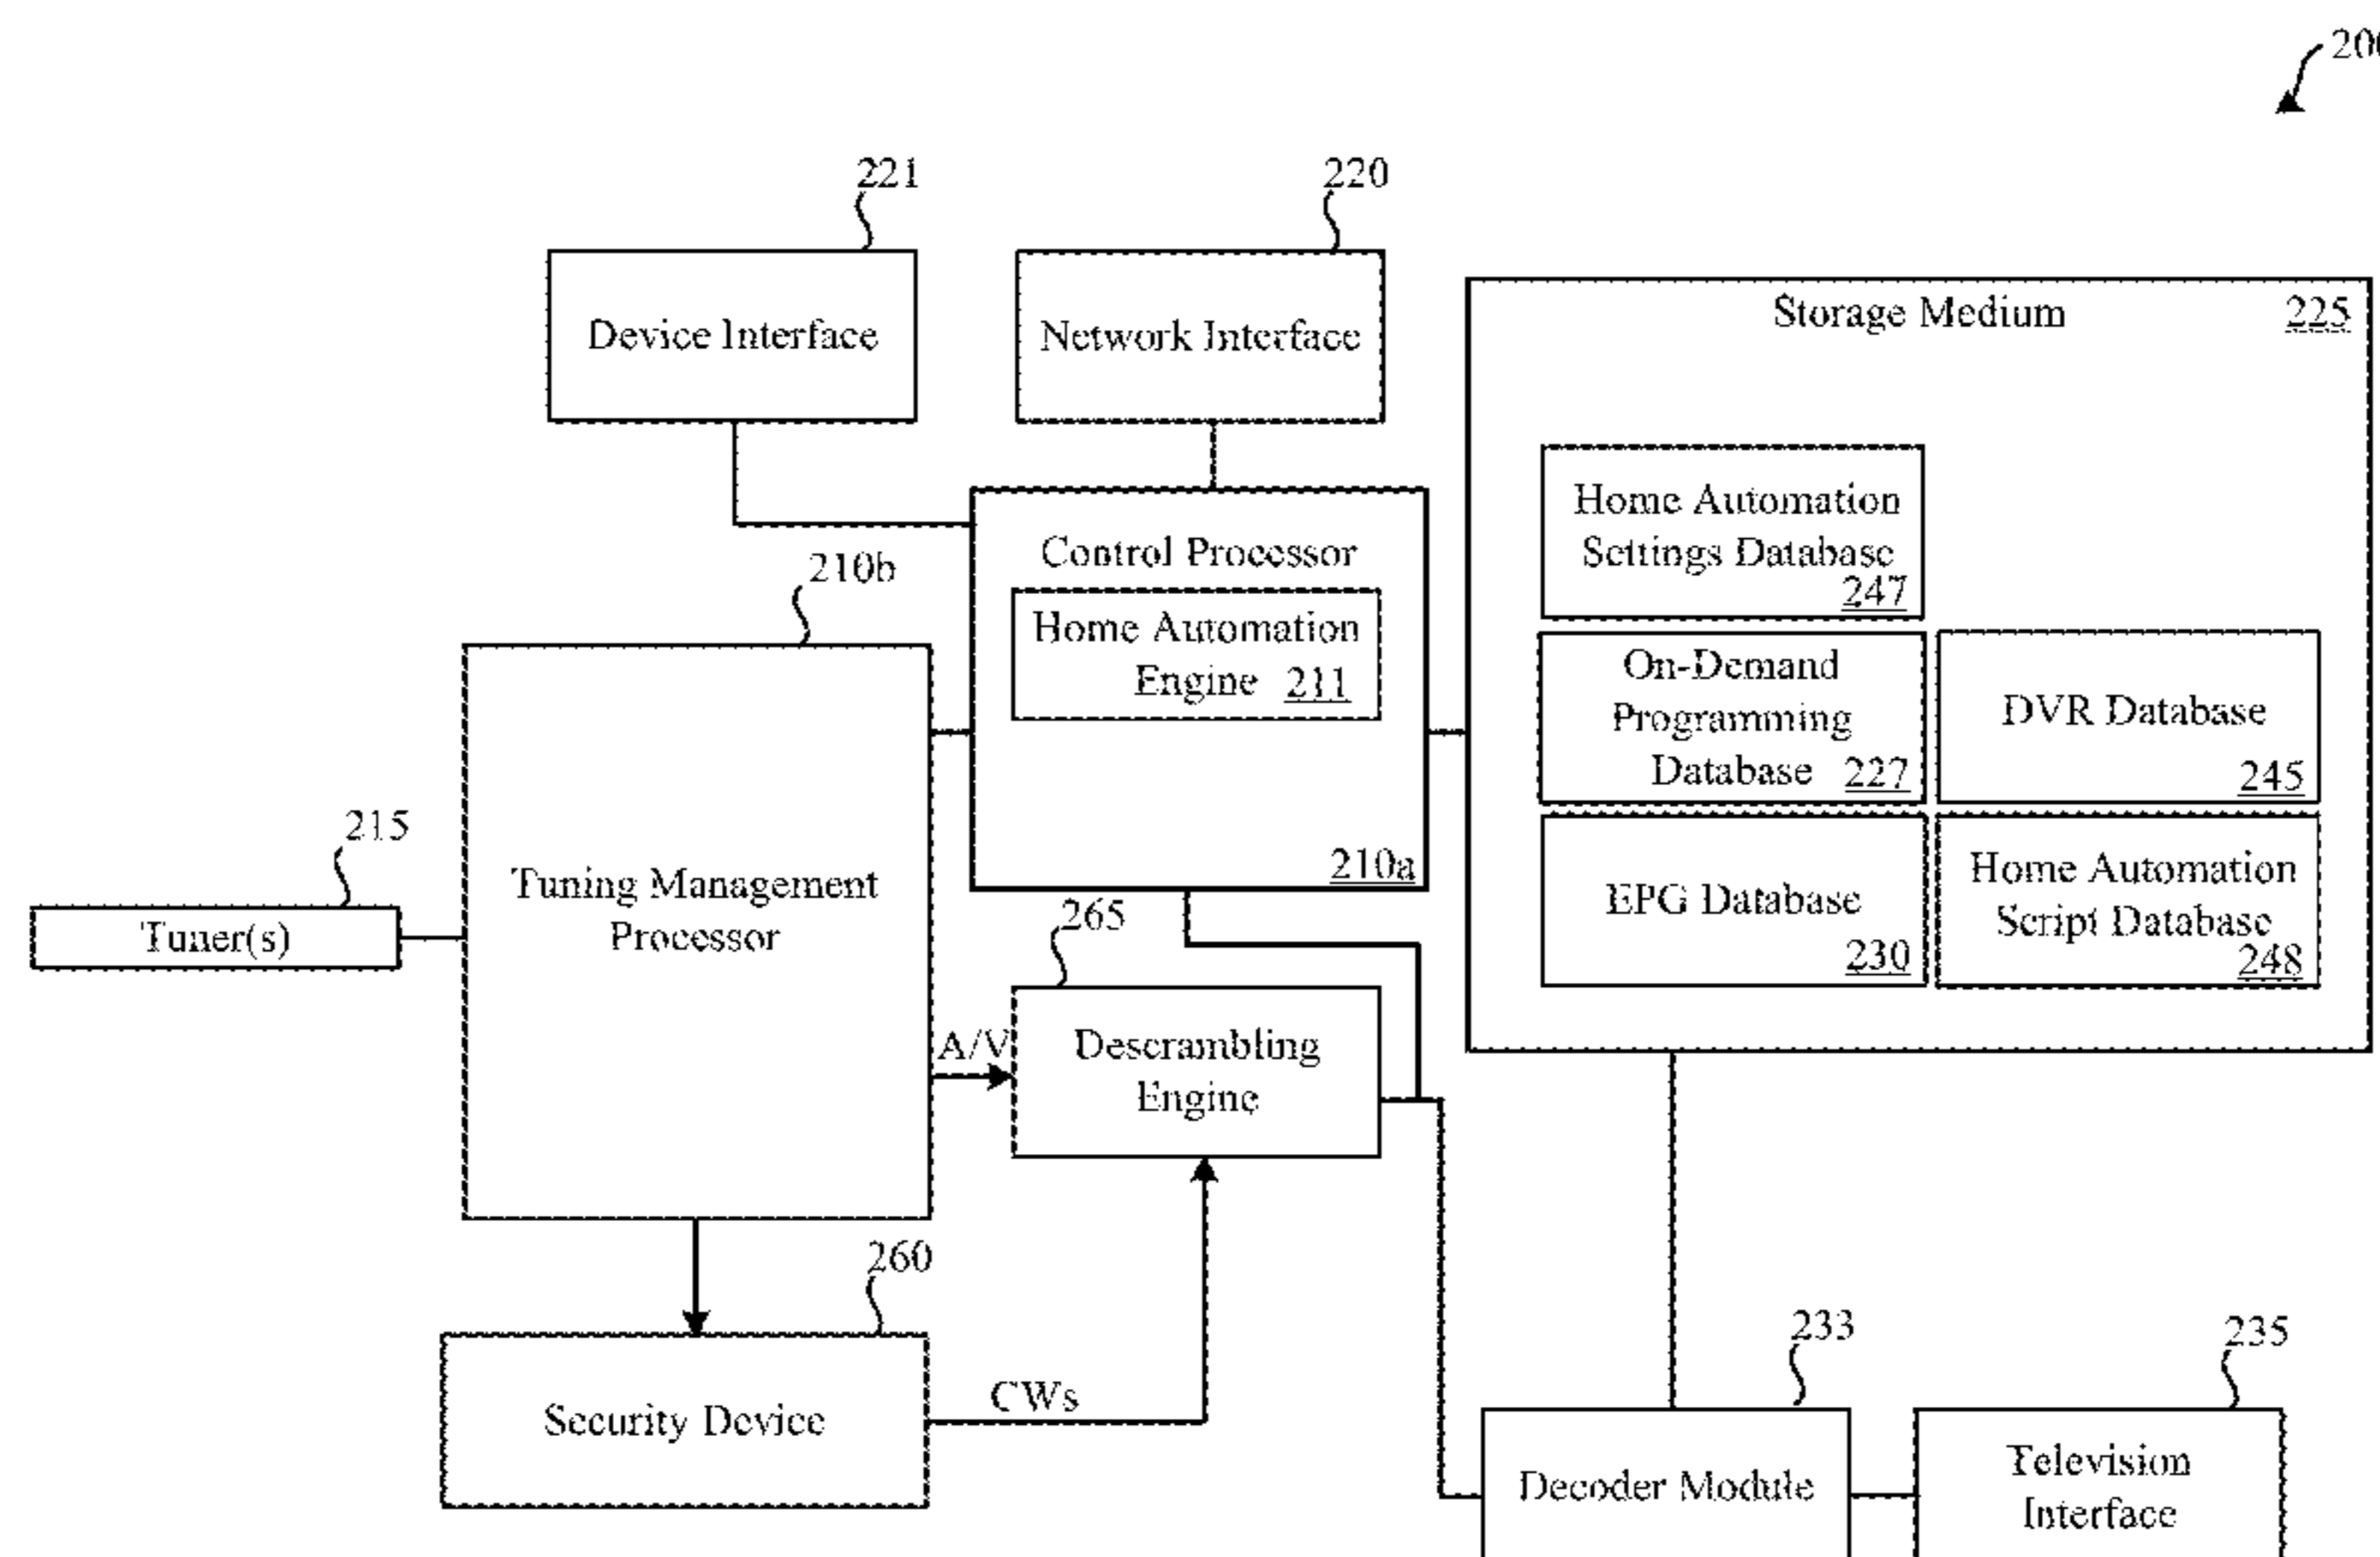 200
221
220
Device Interface
Network Interface
Storage Medium 225
Home Automation
Settings Database
247
On-Demand
Programming
Database 227
DVR Database
245
EPG Database
230
Home Automation
Script Database
248
Control Processor
Home Automation
Engine 211
210a
210b
Tuning Management
Processor
215
Tuner(s)
265
A/V
Descrambling
Engine
260
Security Device
CWs
233
Decoder Module
235
Television
Interface